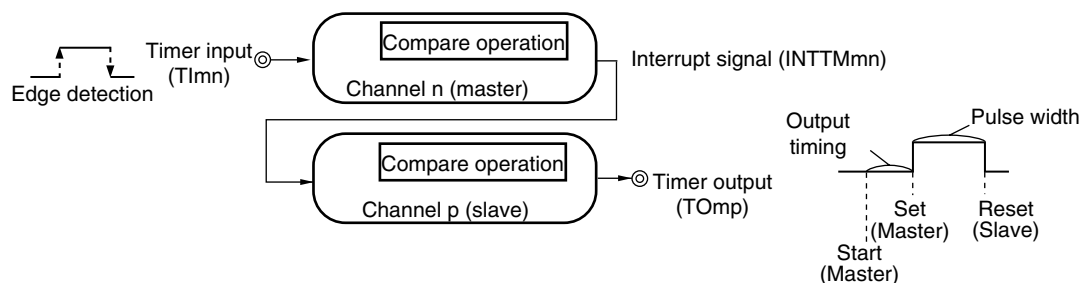 Edge detection
Timer input
(TImn)
Compare operation
Channel n (master)
Interrupt signal (INTTMmn)
Compare operation
Channel p (slave)
Timer output
(TOmp)
Output
timing
Pulse width
Set
(Master)
Reset
(Slave)
Start
(Master)